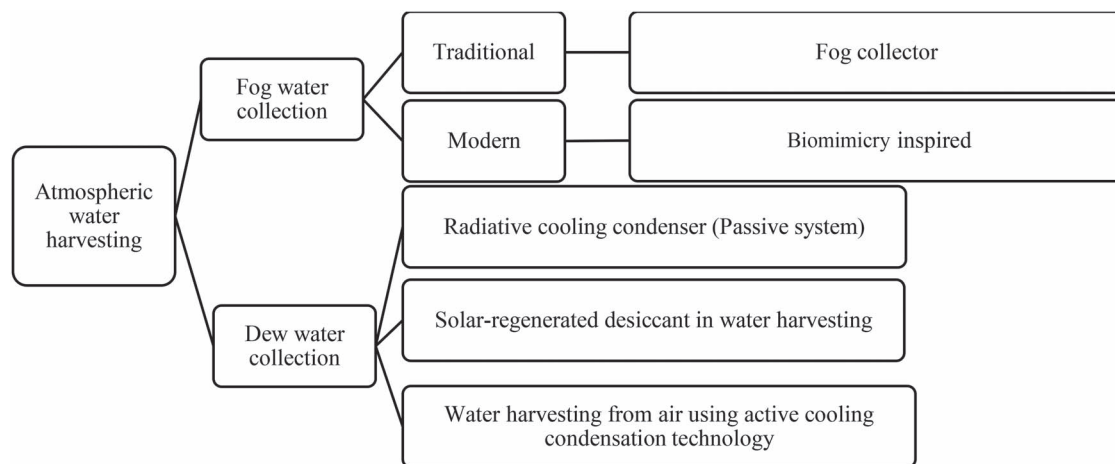 Traditional
Fog collector
Fog water
collection
Modern
Biomimicry inspired
Atmospheric
water
harvesting
Radiative cooling condenser (Passive system)
Solar-regenerated desiccant in water harvesting
Dew water
collection
Water harvesting from air using active cooling
condensation technology